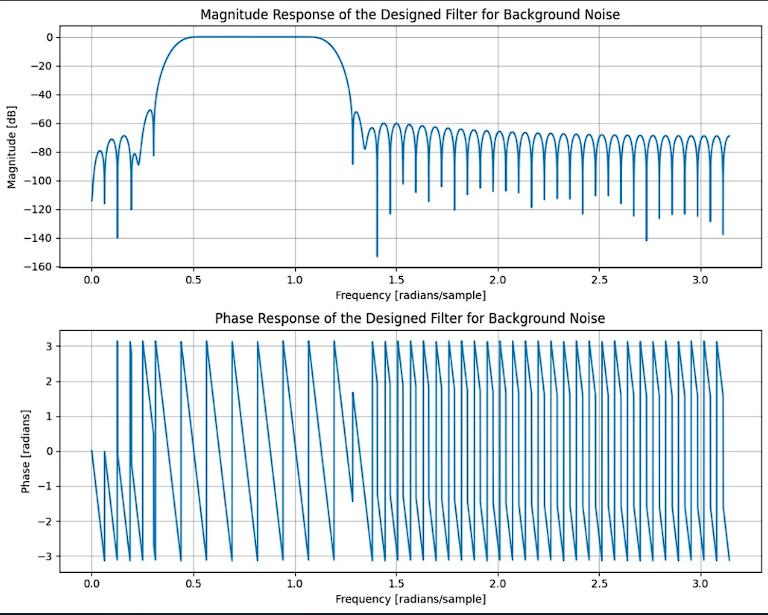 Magnitude Response of the Designed Filter for Background Noise
0
−20
−40
−60
−80
−100
−120
−140
−160
Magnitude [dB]
0.0 0.5 1.0 1.5 2.0 2.5 3.0
Frequency [radians/sample]
Phase Response of the Designed Filter for Background Noise
3
2
1
0
−1
−2
−3
Phase [radians]
0.0 0.5 1.0 1.5 2.0 2.5 3.0
Frequency [radians/sample]